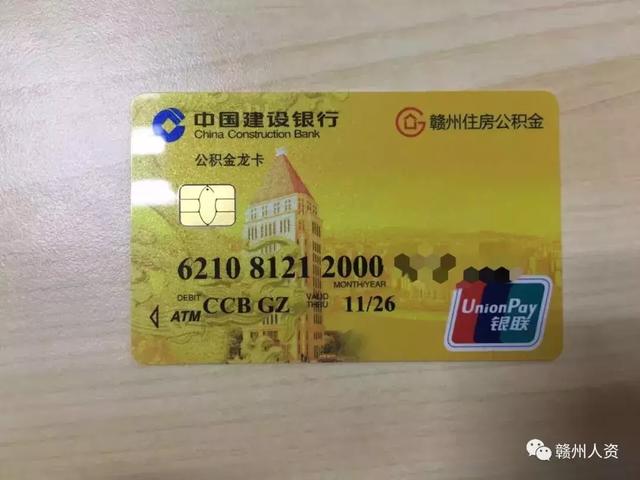 中国建设银行
China Construction Bank
赣州住房公积金
公积金龙卡
6210 8121 2000
MONTH/YEAR
DEBIT
ATM
CCB GZ
VALID
THRU
11/26
UnionPay
银联
赣州人资